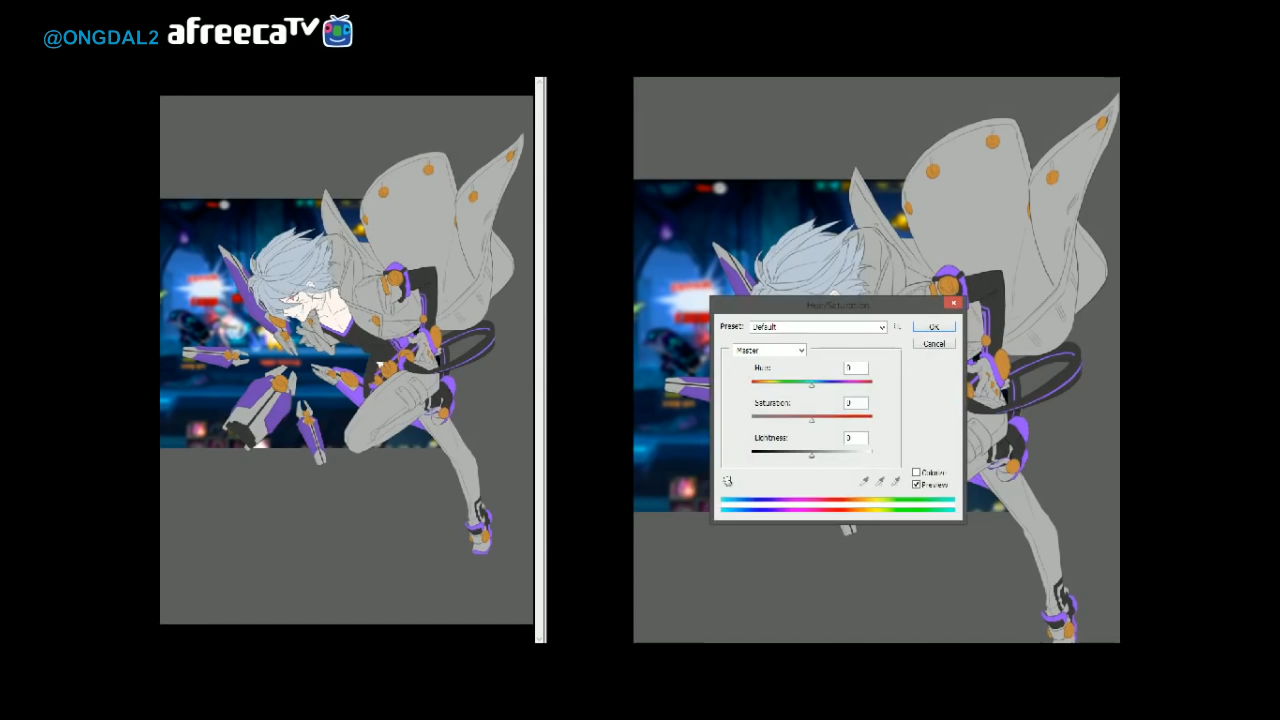 @ONGDAL2 afreecaTV
Hue/Saturation
Preset: Default
OK
Cancel
Master
Hue: 0
Saturation: 0
Lightness: 0
Colorize
Preview